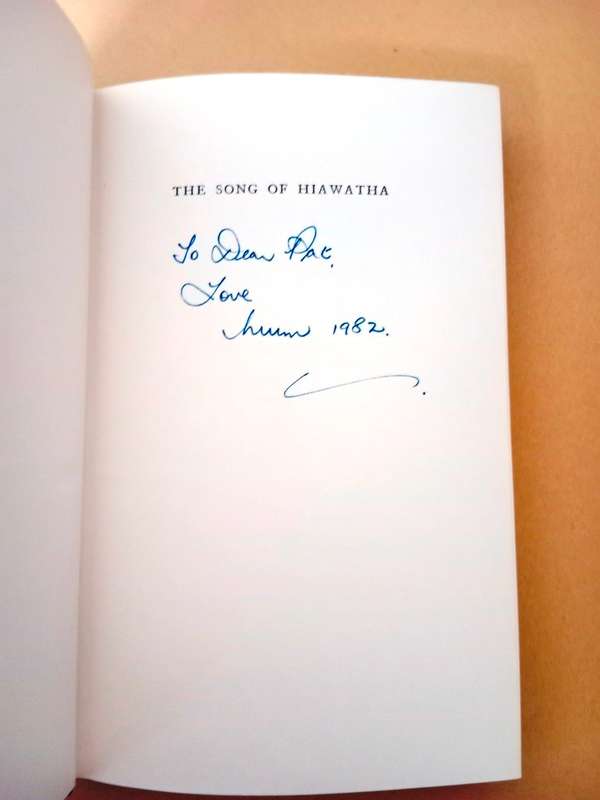 THE SONG OF HIAWATHA
To Dear Pat,
Love
Mum 1982.